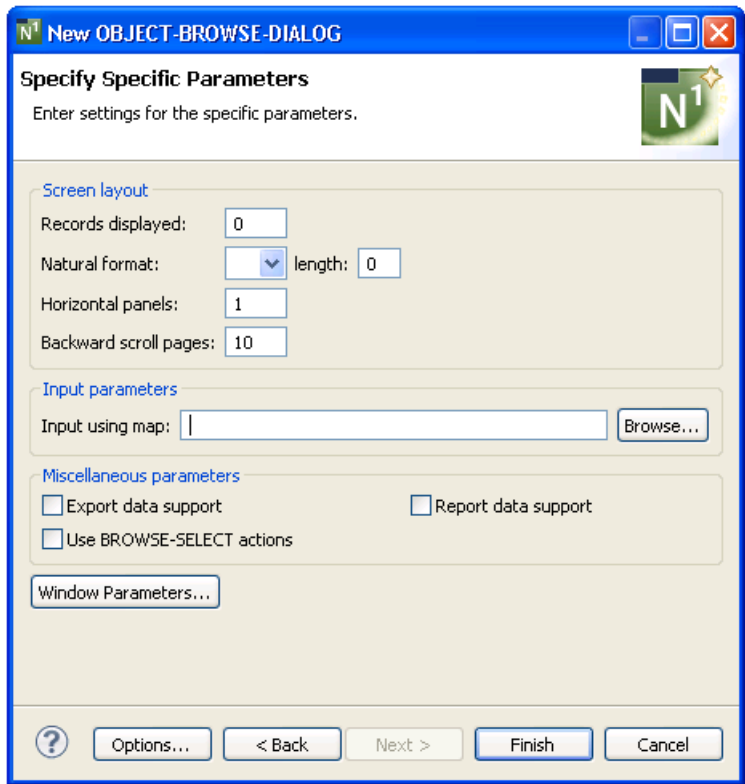 N1 New OBJECT-BROWSE-DIALOG
Specify Specific Parameters
Enter settings for the specific parameters.
N1
Screen layout
Records displayed: 0
Natural format: length: 0
Horizontal panels: 1
Backward scroll pages: 10
Input parameters
Input using map: Browse...
Miscellaneous parameters
Export data support Report data support
Use BROWSE-SELECT actions
Window Parameters...
? Options... < Back Next > Finish Cancel